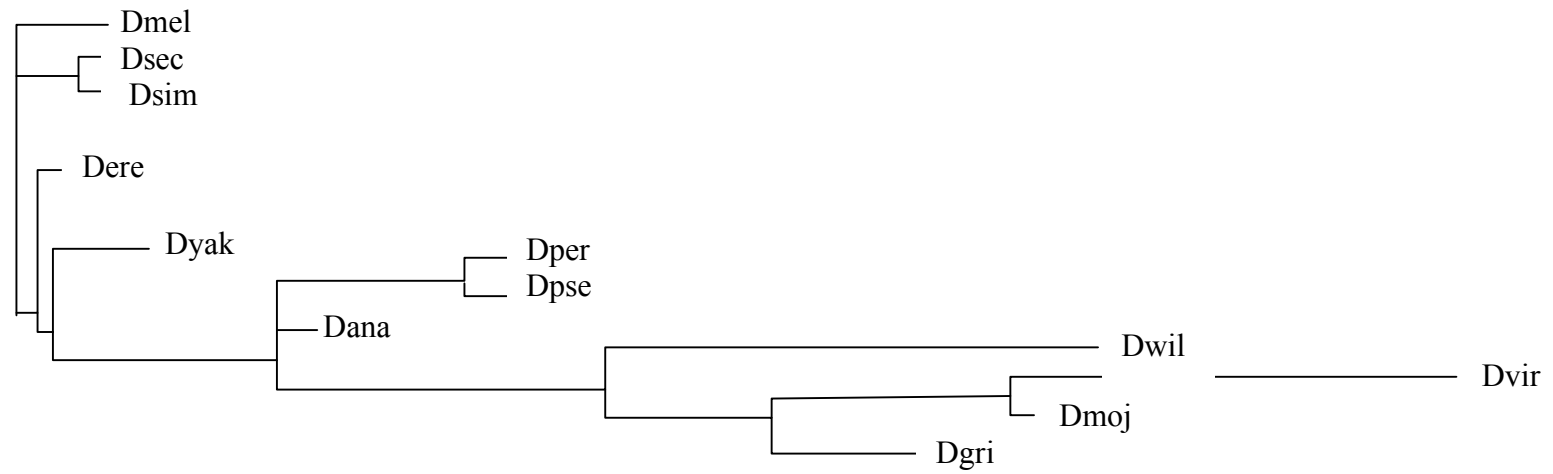 Dmel
Dsec
Dsim
Dere
Dyak
Dper
Dpse
Dana
Dwil
Dvir
Dmoj
Dgri